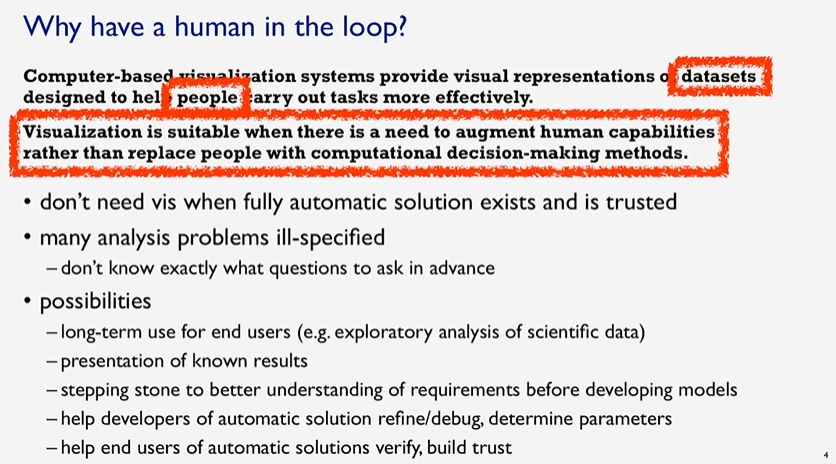 Why have a human in the loop?
Computer-based visualization systems provide visual representations of datasets
designed to help people carry out tasks more effectively.
Visualization is suitable when there is a need to augment human capabilities
rather than replace people with computational decision-making methods.
• don't need vis when fully automatic solution exists and is trusted
• many analysis problems ill-specified
– don't know exactly what questions to ask in advance
• possibilities
– long-term use for end users (e.g. exploratory analysis of scientific data)
– presentation of known results
– stepping stone to better understanding of requirements before developing models
– help developers of automatic solution refine/debug, determine parameters
– help end users of automatic solutions verify, build trust
4